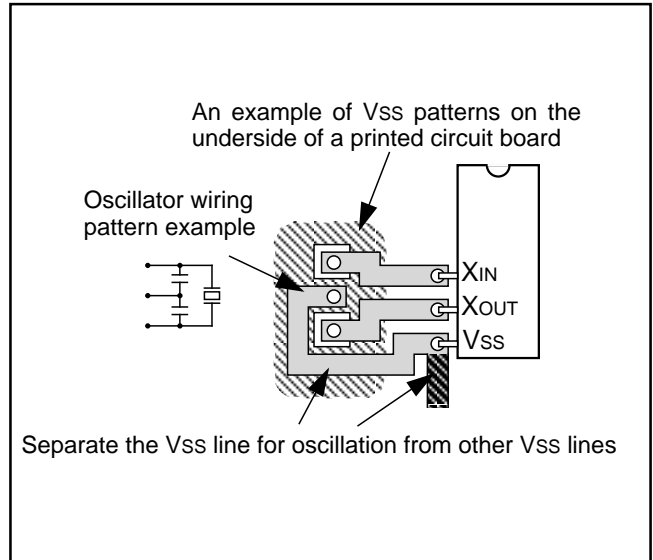 An example of VSS patterns on the
underside of a printed circuit board
Oscillator wiring
pattern example
XIN
XOUT
VSS
Separate the VSS line for oscillation from other VSS lines